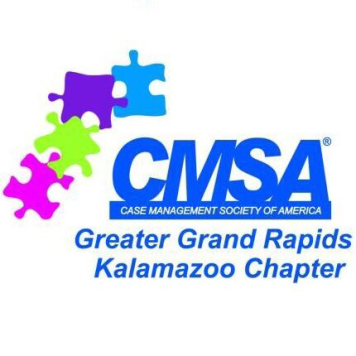 CMSA®
CASE MANAGEMENT SOCIETY OF AMERICA
Greater Grand Rapids
Kalamazoo Chapter